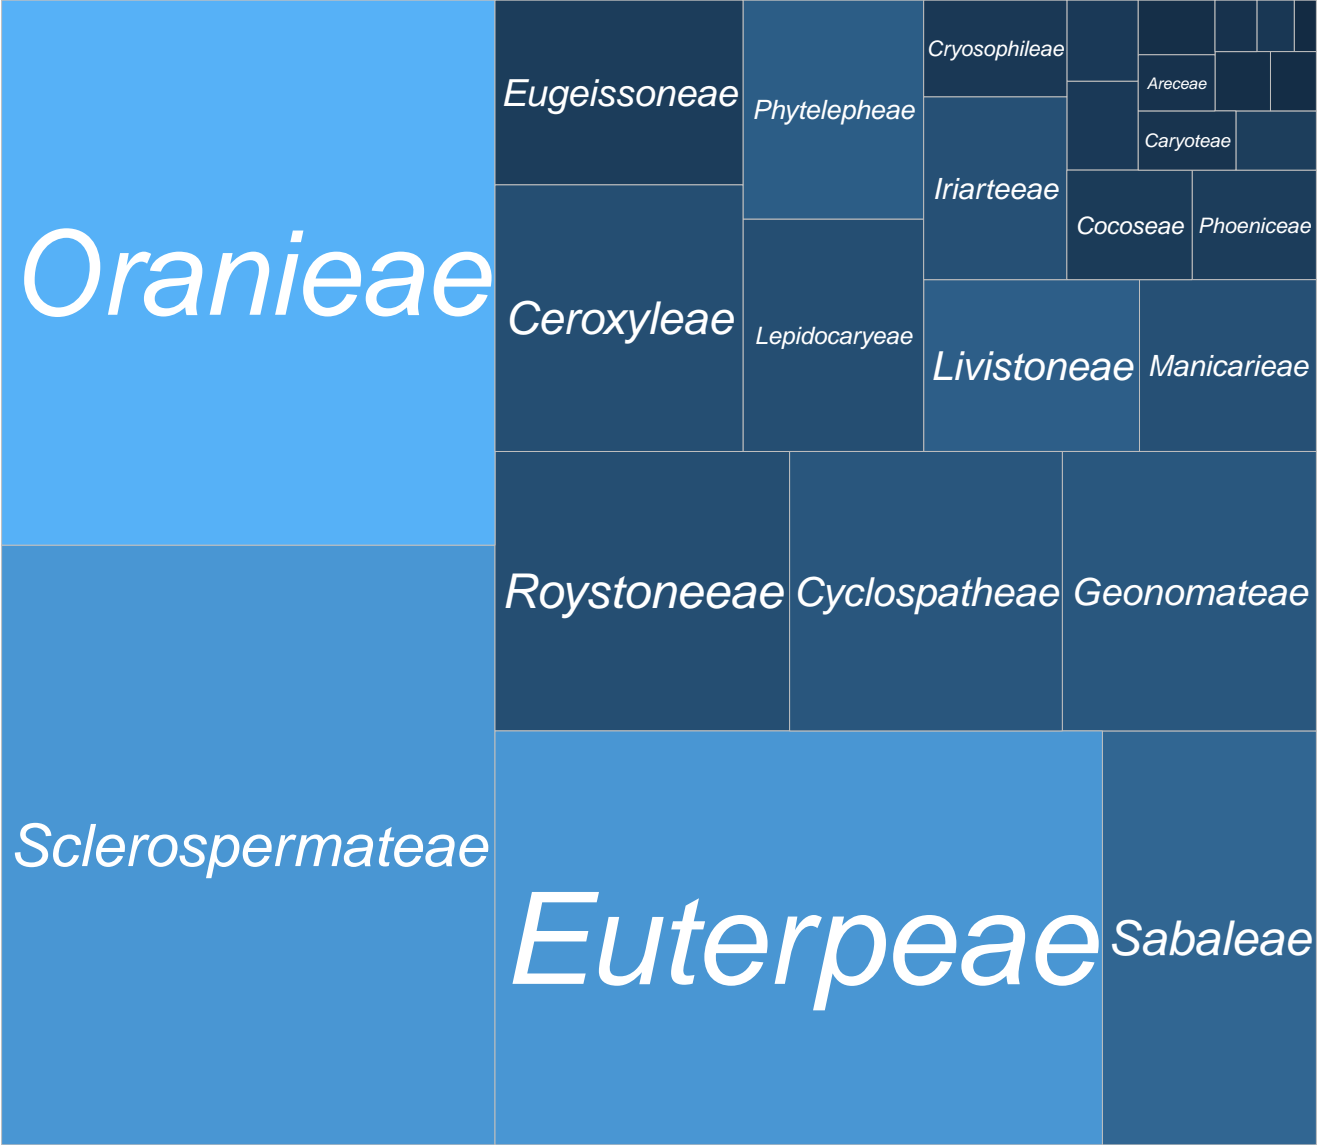 Oranieae
Eugeissoneae
Phytelepheae
Cryosophileae
Areceae
Caryoteae
Iriarteeae
Cocoseae
Phoeniceae
Ceroxyleae
Lepidocaryeae
Livistoneae
Manicarieae
Roystoneeae
Cyclospatheae
Geonomateae
Sclerospermateae
Euterpeae
Sabaleae